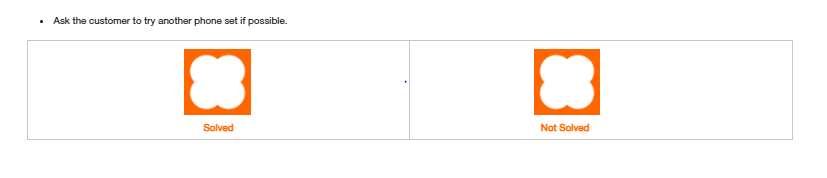 • Ask the customer to try another phone set if possible.
Solved
Not Solved